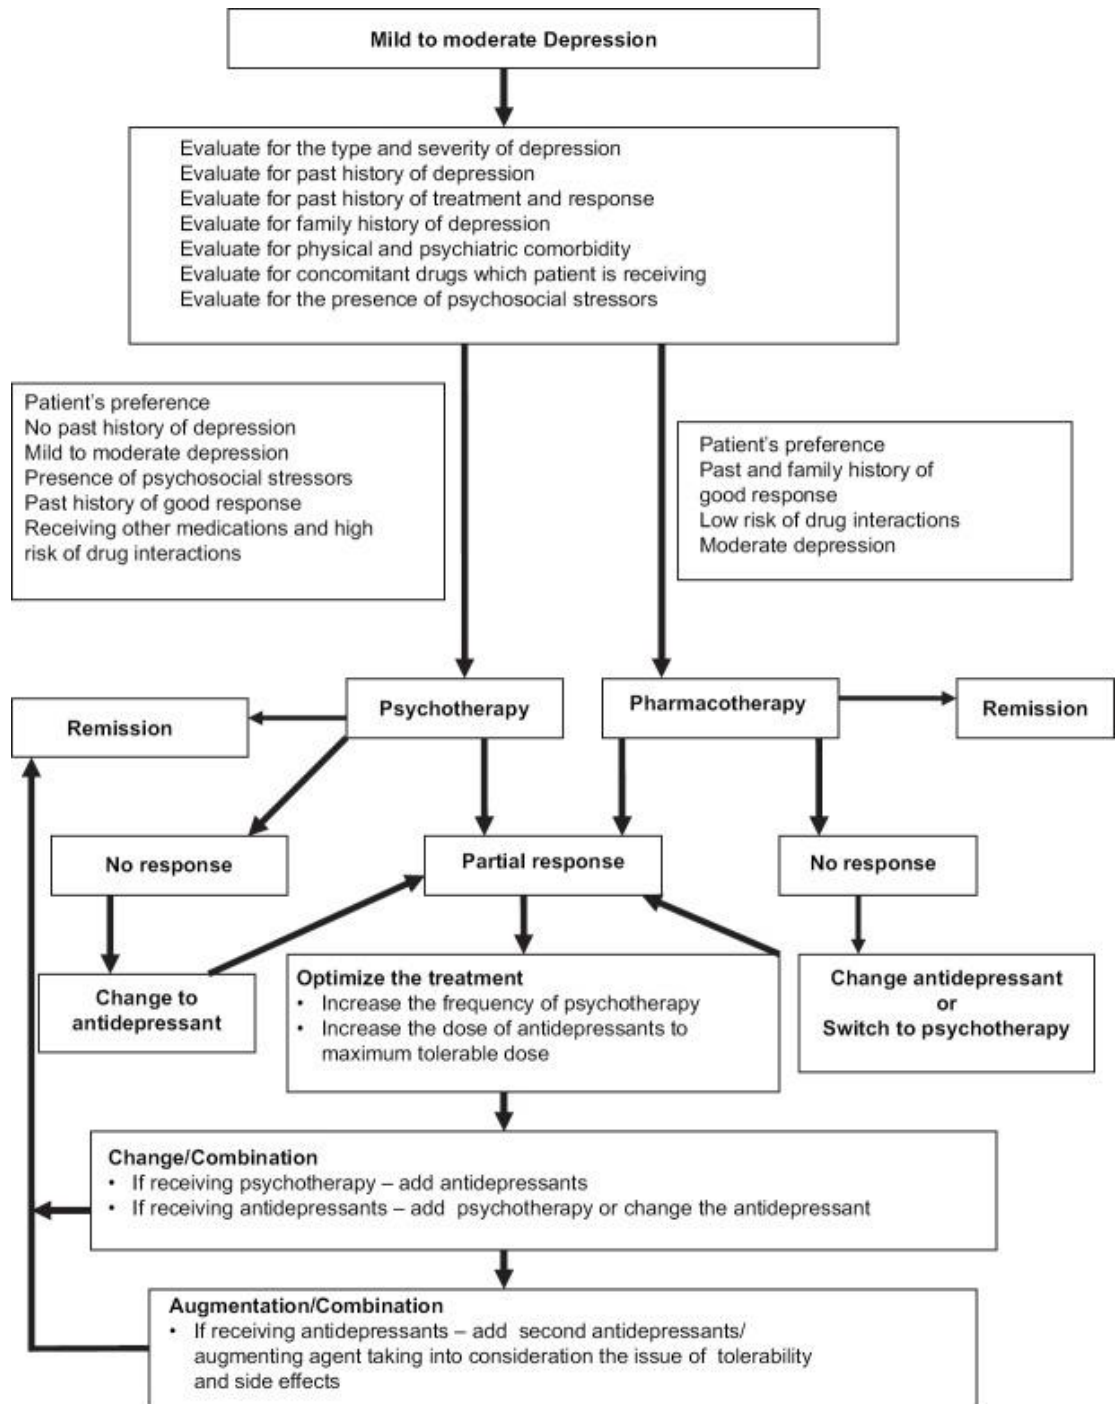 Mild to moderate Depression
Evaluate for the type and severity of depression
Evaluate for past history of depression
Evaluate for past history of treatment and response
Evaluate for family history of depression
Evaluate for physical and psychiatric comorbidity
Evaluate for concomitant drugs which patient is receiving
Evaluate for the presence of psychosocial stressors
Patient's preference
No past history of depression
Mild to moderate depression
Presence of psychosocial stressors
Past history of good response
Receiving other medications and high
risk of drug interactions
Patient's preference
Past and family history of
good response
Low risk of drug interactions
Moderate depression
Remission
Psychotherapy
Pharmacotherapy
Remission
No response
Partial response
No response
Change to
antidepressant
Optimize the treatment
• Increase the frequency of psychotherapy
• Increase the dose of antidepressants to
maximum tolerable dose
Change antidepressant
or
Switch to psychotherapy
Change/Combination
• If receiving psychotherapy – add antidepressants
• If receiving antidepressants – add psychotherapy or change the antidepressant
Augmentation/Combination
• If receiving antidepressants – add second antidepressants/
augmenting agent taking into consideration the issue of tolerability
and side effects